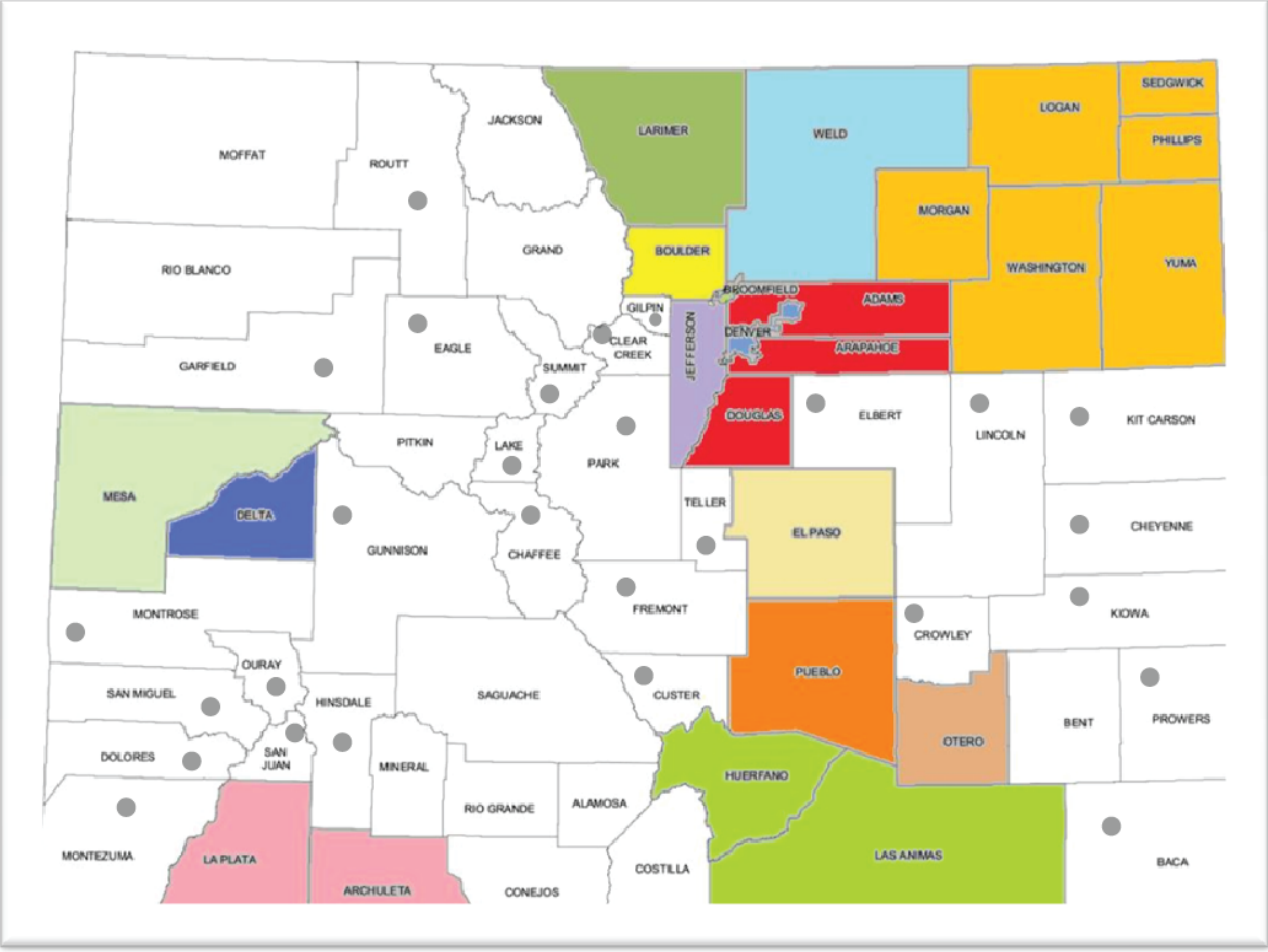 SEDGWICK
LOGAN
JACKSON
LARIMER
WELD
PHILLIPS
MOFFAT
ROUTT
MORGAN
GRAND
BOULDER
RIO BLANCO
WASHINGTON
YUMA
BROOMFIELD
ADAMS
GILPIN
DENVER
JEFFERSON
CLEAR
CREEK
EAGLE
ARAPAHOE
GARFIELD
SUMMIT
DOUGLAS
ELBERT
LINCOLN
KIT CARSON
PITKIN
LAKE
PARK
MESA
DELTA
TELLER
GUNNISON
CHAFFEE
EL PASO
CHEYENNE
MONTROSE
FREMONT
KIOWA
CROWLEY
OURAY
SAN MIGUEL
HINSDALE
SAGUACHE
CUSTER
PUEBLO
BENT
PROWERS
OTERO
DOLORES
SAN
JUAN
MINERAL
HUERFANO
RIO GRANDE
ALAMOSA
MONTEZUMA
LA PLATA
LAS ANIMAS
COSTILLA
BACA
ARCHULETA
CONEJOS